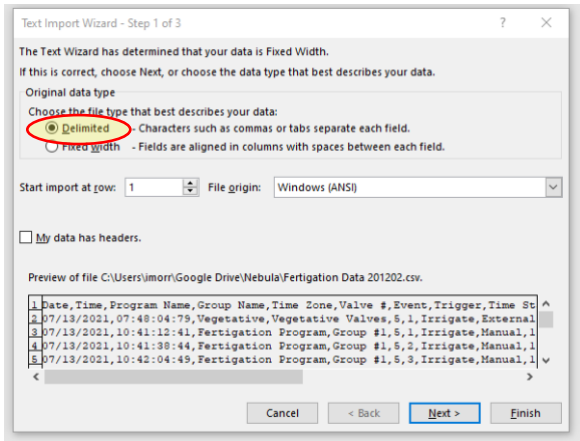 Text Import Wizard - Step 1 of 3 ? ×
The Text Wizard has determined that your data is Fixed Width.
If this is correct, choose Next, or choose the data type that best describes your data.
Original data type
Choose the file type that best describes your data:
Delimited - Characters such as commas or tabs separate each field.
Fixed width - Fields are aligned in columns with spaces between each field.
Start import at row: 1 File origin: Windows (ANSI)
My data has headers.
Preview of file C:\Users\imorr\Google Drive\Nebula\Fertigation Data 201202.csv.
1 Date,Time,Program Name,Group Name,Time Zone,Valve #,Event,Trigger,Time St
2 07/13/2021,07:48:04:79,Vegetative,Vegetative Valves,5,1,Irrigate,External
3 07/13/2021,10:41:12:41,Fertigation Program,Group #1,5,1,Irrigate,Manual,1
4 07/13/2021,10:41:38:44,Fertigation Program,Group #1,5,2,Irrigate,Manual,1
5 07/13/2021,10:42:04:49,Fertigation Program,Group #1,5,3,Irrigate,Manual,1
Cancel < Back Next > Finish